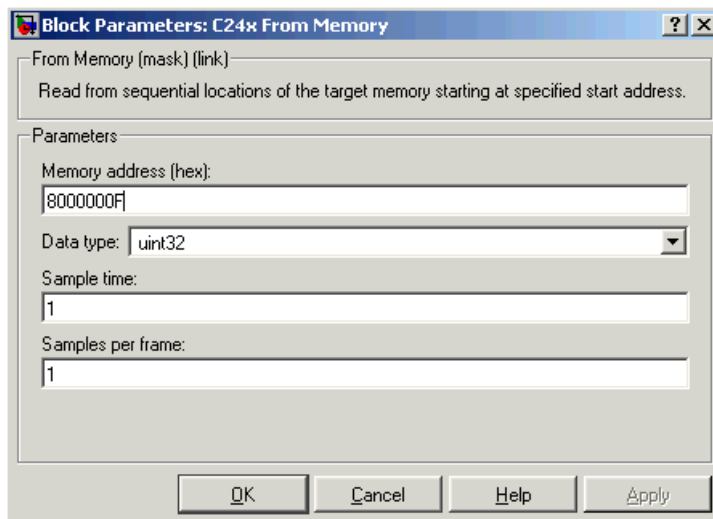 Block Parameters: C24x From Memory
From Memory (mask) (link)
Read from sequential locations of the target memory starting at specified start address.
Parameters
Memory address (hex):
8000000F
Data type: uint32
Sample time:
1
Samples per frame:
1
OK Cancel Help Apply